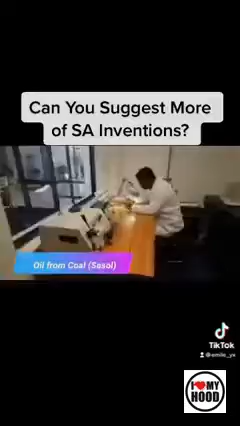 Can You Suggest More
of SA Inventions?
Oil from Coal (Sasol)
TikTok
@emile_yx
I MY
HOOD